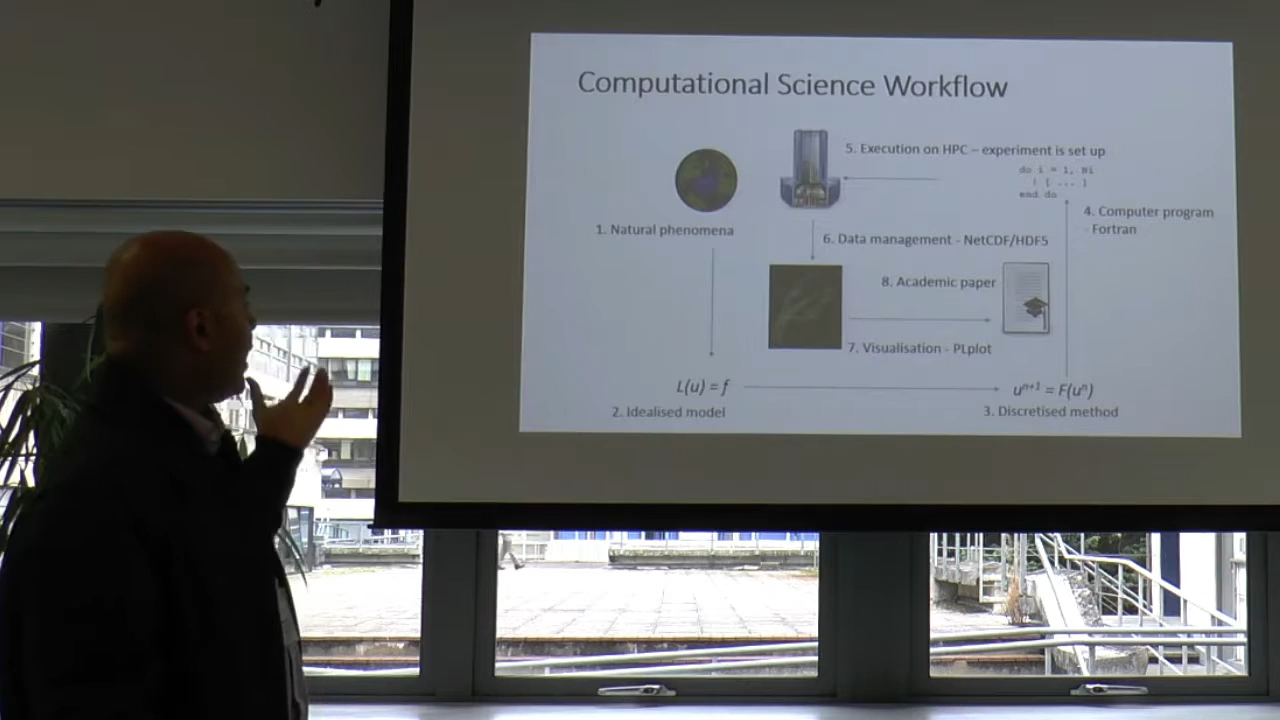 Computational Science Workflow
5. Execution on HPC – experiment is set up
do i = 1, Ni
[ ... ]
end do
1. Natural phenomena
4. Computer program
- Fortran
6. Data management - NetCDF/HDF5
8. Academic paper
7. Visualisation - PLplot
L(u) = f
uⁿ⁺¹ = F(uⁿ)
2. Idealised model
3. Discretised method